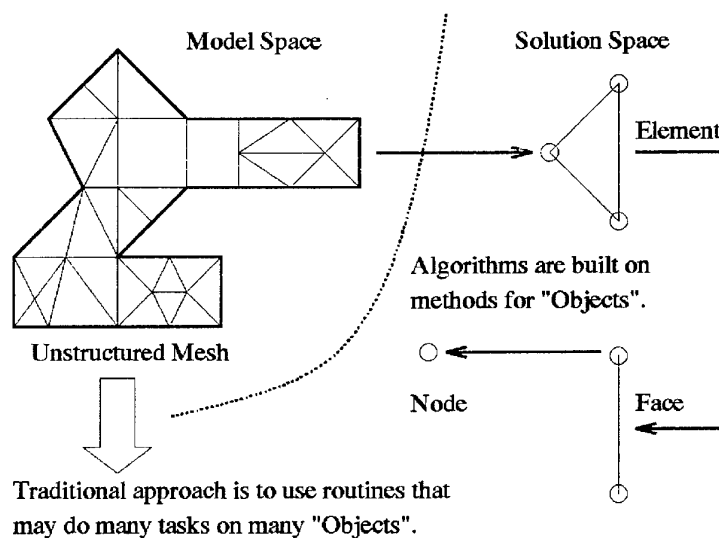 Model Space
Solution Space
Element
Algorithms are built on
methods for "Objects".
Unstructured Mesh
Node
Face
Traditional approach is to use routines that
may do many tasks on many "Objects".